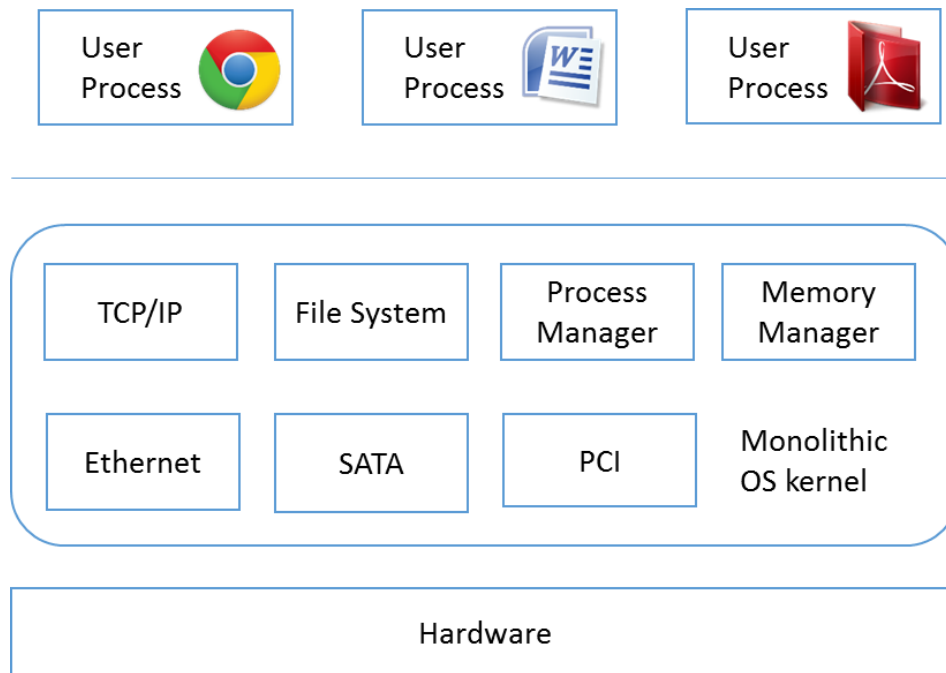 User
Process
User
Process
W
User
Process
TCP/IP
File System
Process
Manager
Memory
Manager
Ethernet
SATA
PCI
Monolithic
OS kernel
Hardware